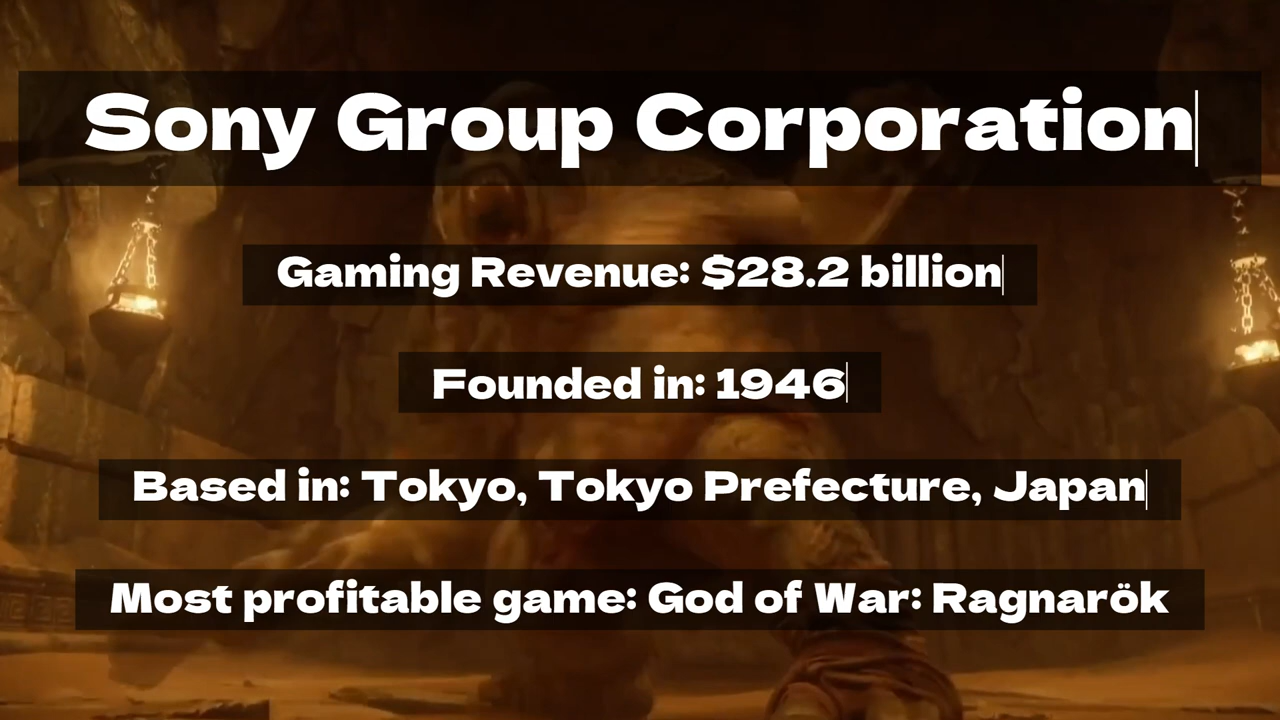 Sony Group Corporation
Gaming Revenue: $28.2 billion
Founded in: 1946
Based in: Tokyo, Tokyo Prefecture, Japan
Most profitable game: God of War: Ragnarök